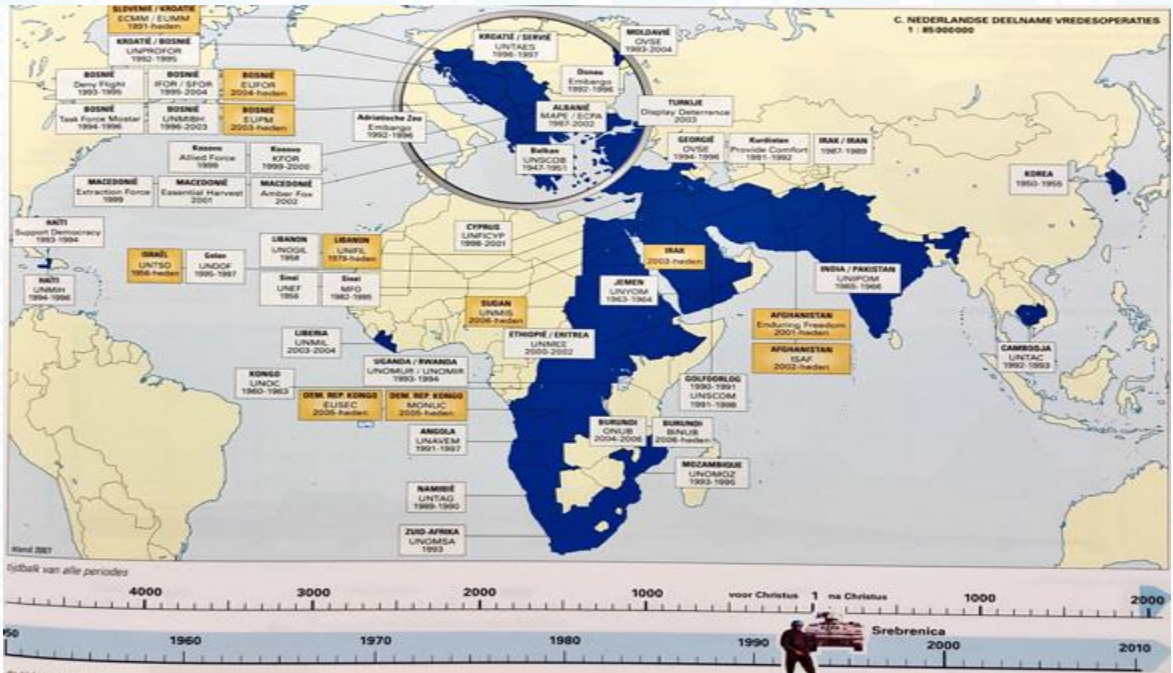 C. NEDERLANDSE DEELNAME VREDESOPERATIES
1 : 85 000 000
SLOVENIË / KROATIË
ECMM / EUMM
1991-heden
KROATIË / BOSNIË
UNPROFOR
1992-1995
BOSNIË
Deny Flight
1993-1995
BOSNIË
IFOR / SFOR
1995-2004
BOSNIË
EUFOR
2004-heden
BOSNIË
Task Force Mostar
1994-1996
BOSNIË
UNMIBH
1996-2003
BOSNIË
EUPM
2003-heden
Kosovo
Allied Force
1999
Kosovo
KFOR
1999-2000
MACEDONIË
Extraction Force
1999
MACEDONIË
Essential Harvest
2001
MACEDONIË
Amber Fox
2002
KROATIË / SERVIË
UNTAES
1996-1997
MOLDAVIË
OVSE
1993-2004
Donau
Embargo
1992-1996
Adriatische Zee
Embargo
1992-1996
ALBANIË
MAPE / ECPA
1997-2002
Balkan
UNSCOB
1947-1951
TURKIJE
Display Deterrence
2003
GEORGIË
OVSE
1994-1996
Kurdistan
Provide Comfort
1991-1992
IRAK / IRAN
1987-1989
KOREA
1950-1955
HAÏTI
Support Democracy
1993-1994
HAÏTI
UNMIH
1994-1996
ISRAËL
UNTSO
1956-heden
Golan
UNDOF
1995-1997
LIBANON
UNOGIL
1958
LIBANON
UNIFIL
1979-heden
Sinaï
UNEF
1956
Sinaï
MFO
1982-1995
CYPRUS
UNFICYP
1998-2001
IRAK
2003-heden
JEMEN
UNYOM
1963-1964
INDIA / PAKISTAN
UNIPOM
1965-1966
SUDAN
UNMIS
2006-heden
ETHIOPIË / ERITREA
UNMEE
2000-2002
AFGHANISTAN
Enduring Freedom
2001-heden
AFGHANISTAN
ISAF
2002-heden
CAMBODJA
UNTAC
1992-1993
LIBERIA
UNMIL
2003-2004
UGANDA / RWANDA
UNOMUR / UNOMIR
1993-1994
KONGO
UNOC
1960-1963
DEM. REP. KONGO
EUSEC
2005-heden
DEM. REP. KONGO
MONUC
2005-heden
GOLFOORLOG
1990-1991
UNSCOM
1991-1998
ANGOLA
UNAVEM
1991-1997
BURUNDI
ONUB
2004-2006
BURUNDI
BINUB
2006-heden
MOZAMBIQUE
UNOMOZ
1993-1995
NAMIBIË
UNTAG
1989-1990
ZUID-AFRIKA
UNOMSA
1993
stand 2007
tijdbalk van alle periodes
4000 3000 2000 1000 voor Christus 1 na Christus 1000 2000
50 1960 1970 1980 1990 Srebrenica 2000 2010